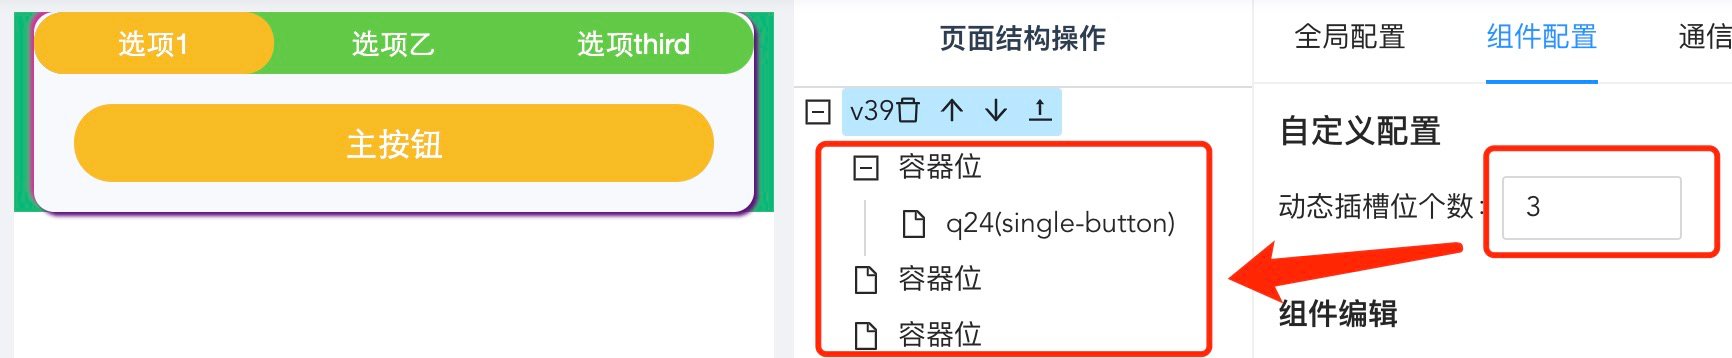 选项1
选项乙
选项third
主按钮
页面结构操作
v39
容器位
q24(single-button)
容器位
容器位
全局配置
组件配置
通信
自定义配置
动态插槽位个数:
3
组件编辑